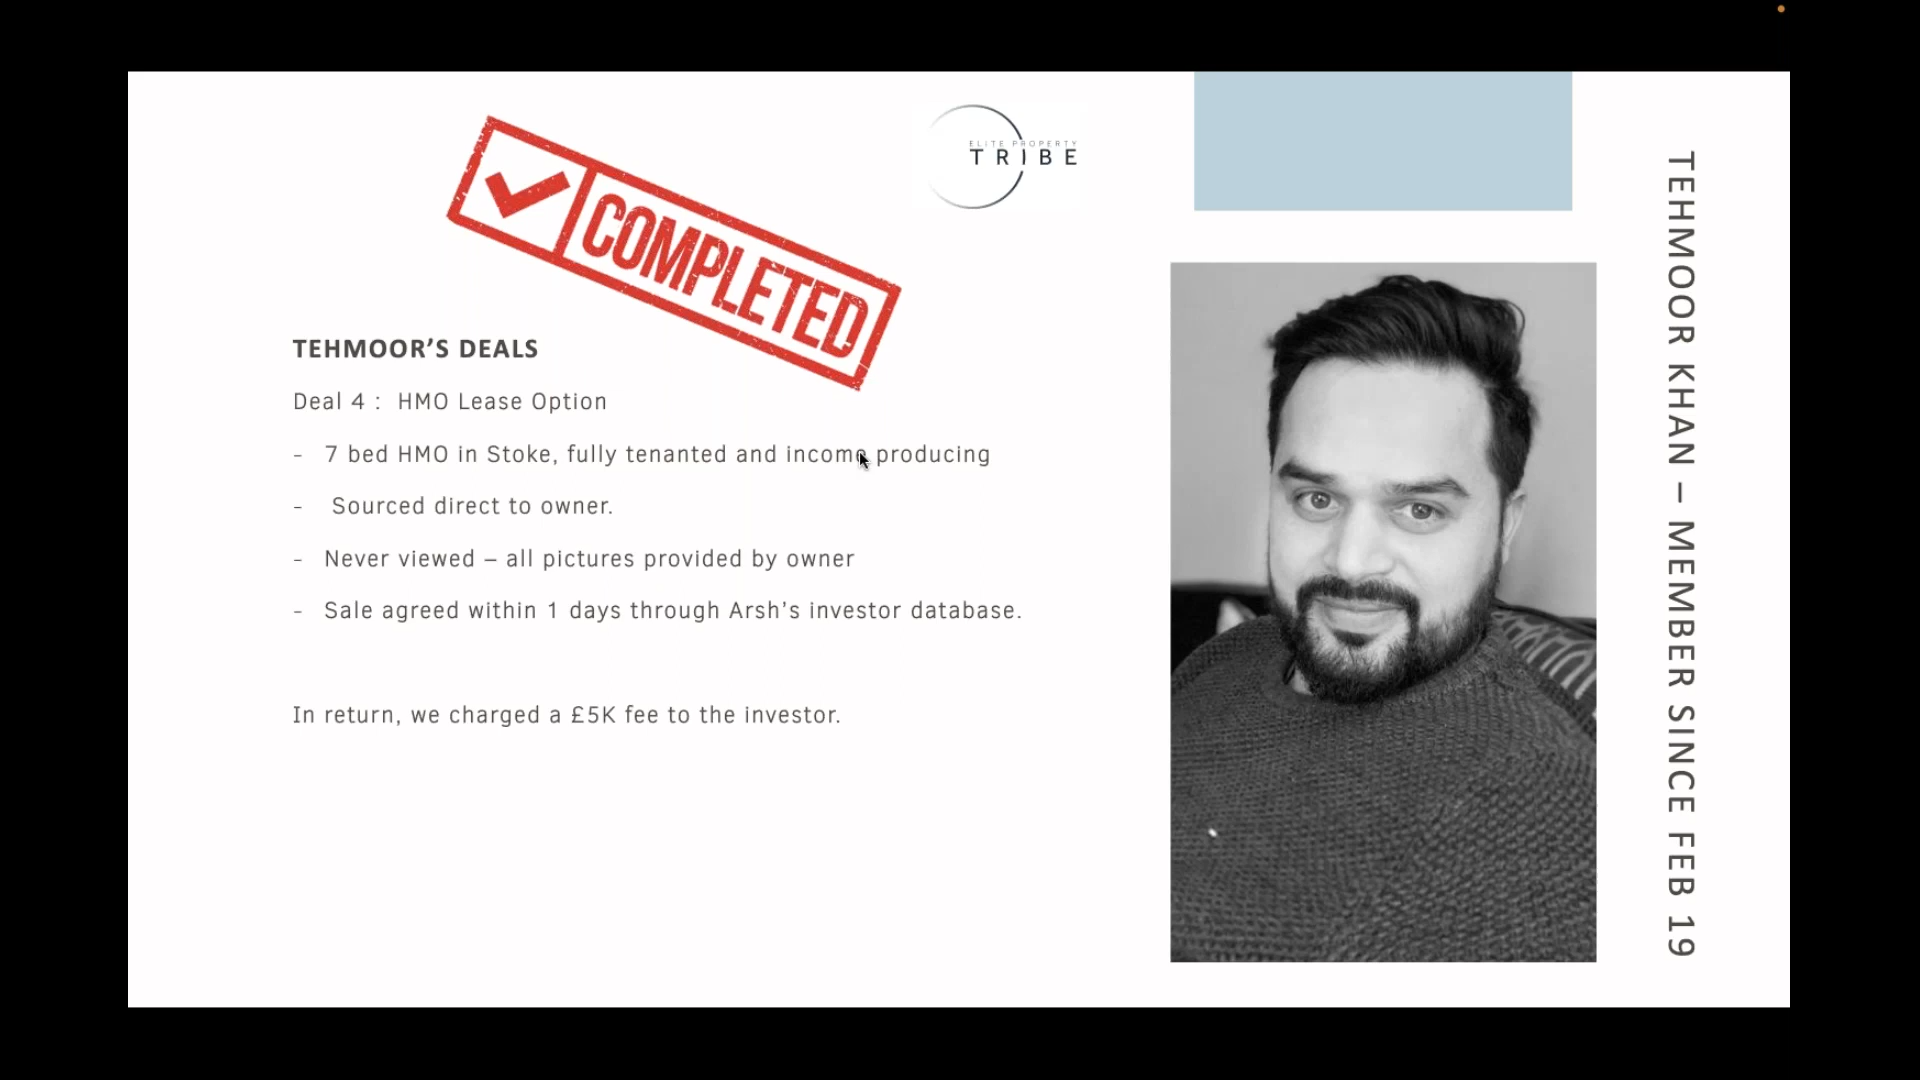 COMPLETED
ELITE PROPERTY
TRIBE
TEHMOOR’S DEALS
Deal 4 : HMO Lease Option
- 7 bed HMO in Stoke, fully tenanted and income producing
- Sourced direct to owner.
- Never viewed – all pictures provided by owner
- Sale agreed within 1 days through Arsh’s investor database.
In return, we charged a £5K fee to the investor.
TEHMOOR KHAN – MEMBER SINCE FEB 19